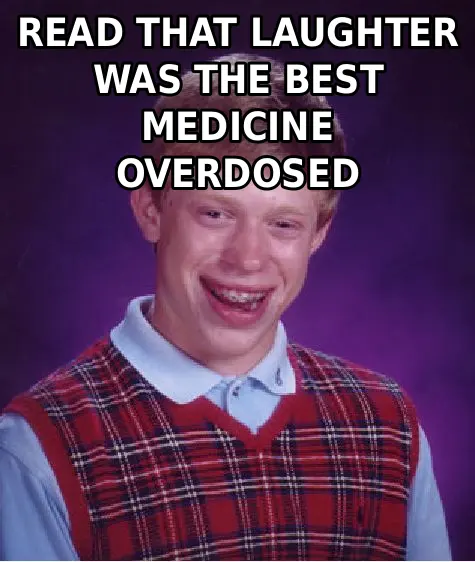 READ THAT LAUGHTER
WAS THE BEST
MEDICINE
OVERDOSED